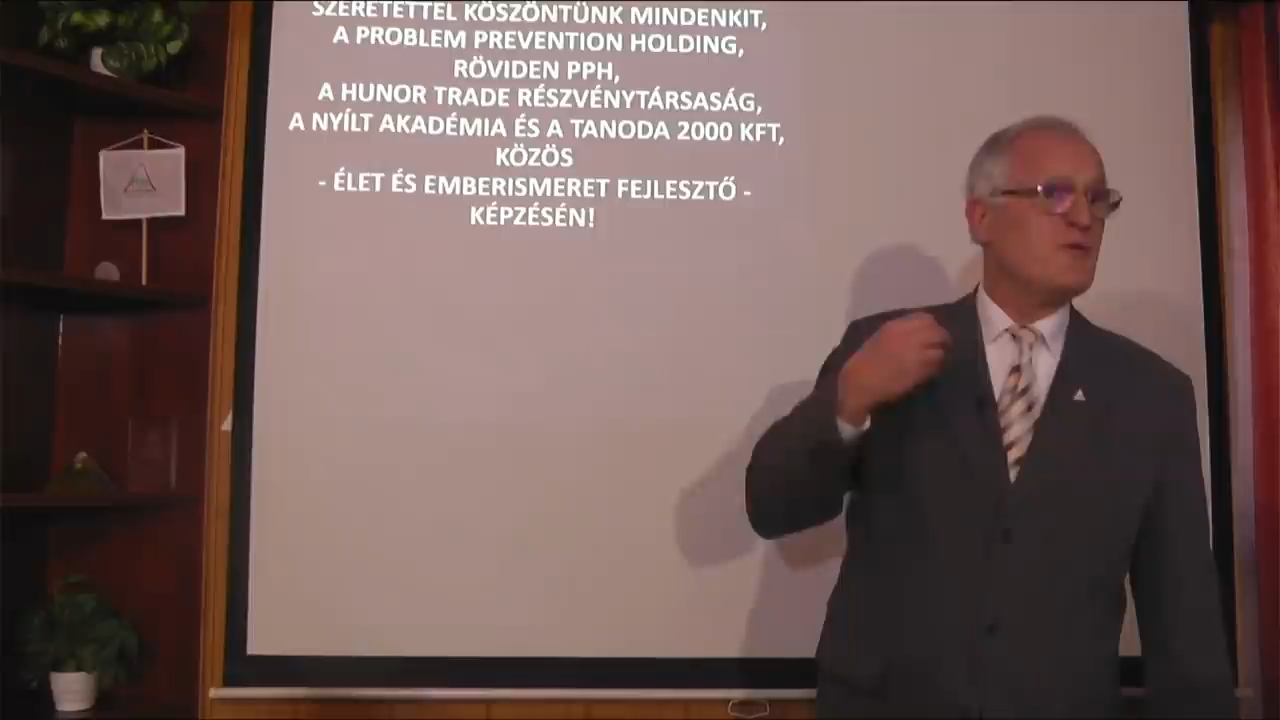 SZERETETTEL KÖSZÖNTÜNK MINDENKIT,
A PROBLEM PREVENTION HOLDING,
RÖVIDEN PPH,
A HUNOR TRADE RÉSZVÉNYTÁRSASÁG,
A NYÍLT AKADÉMIA ÉS A TANODA 2000 KFT,
KÖZÖS
- ÉLET ÉS EMBERISMERET FEJLESZTŐ -
KÉPZÉSÉN!